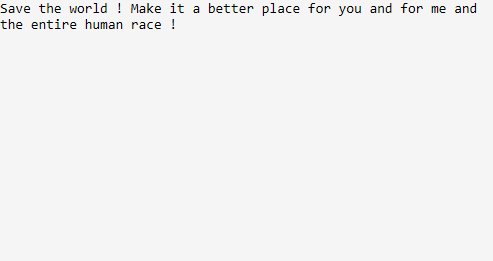 Save the world ! Make it a better place for you and for me and
the entire human race !